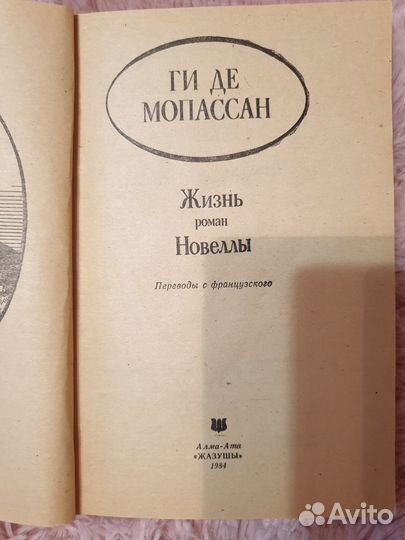 ГИ ДЕ
МОПАССАН
Жизнь
роман
Новеллы
Переводы с французского
Алма-Ата
«ЖАЗУШЫ»
1984
Avito